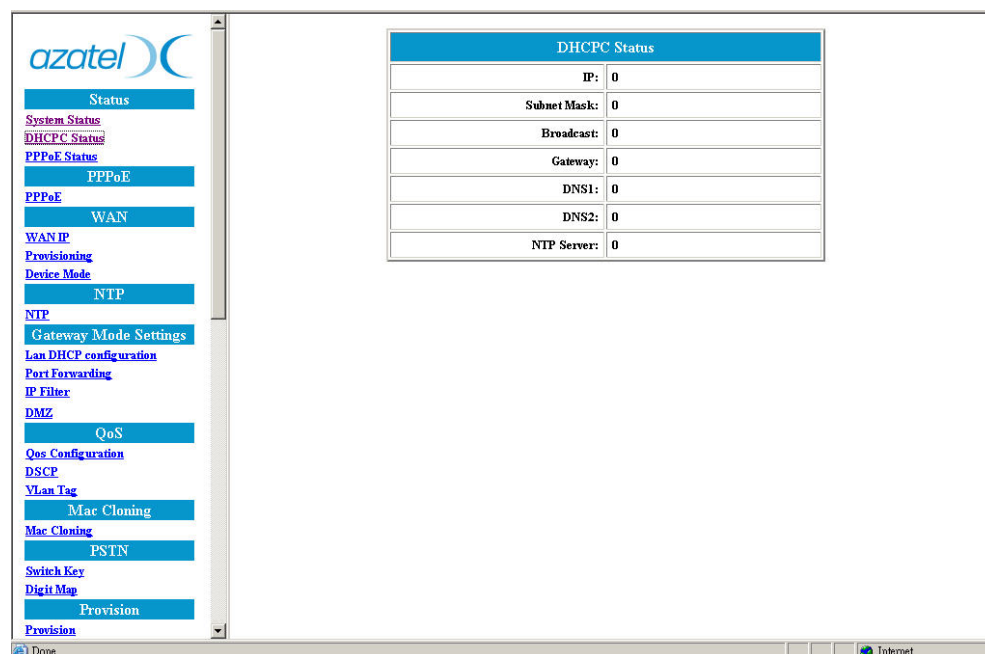 azatel
Status
System Status
DHCPC Status
PPPoE Status
PPPoE
PPPoE
WAN
WAN IP
Provisioning
Device Mode
NTP
NTP
Gateway Mode Settings
Lan DHCP configuration
Port Forwarding
IP Filter
DMZ
QoS
Qos Configuration
DSCP
VLan Tag
Mac Cloning
Mac Cloning
PSTN
Switch Key
Digit Map
Provision
Provision
DHCPC Status
IP: 0
Subnet Mask: 0
Broadcast: 0
Gateway: 0
DNS1: 0
DNS2: 0
NTP Server: 0
Done
Internet